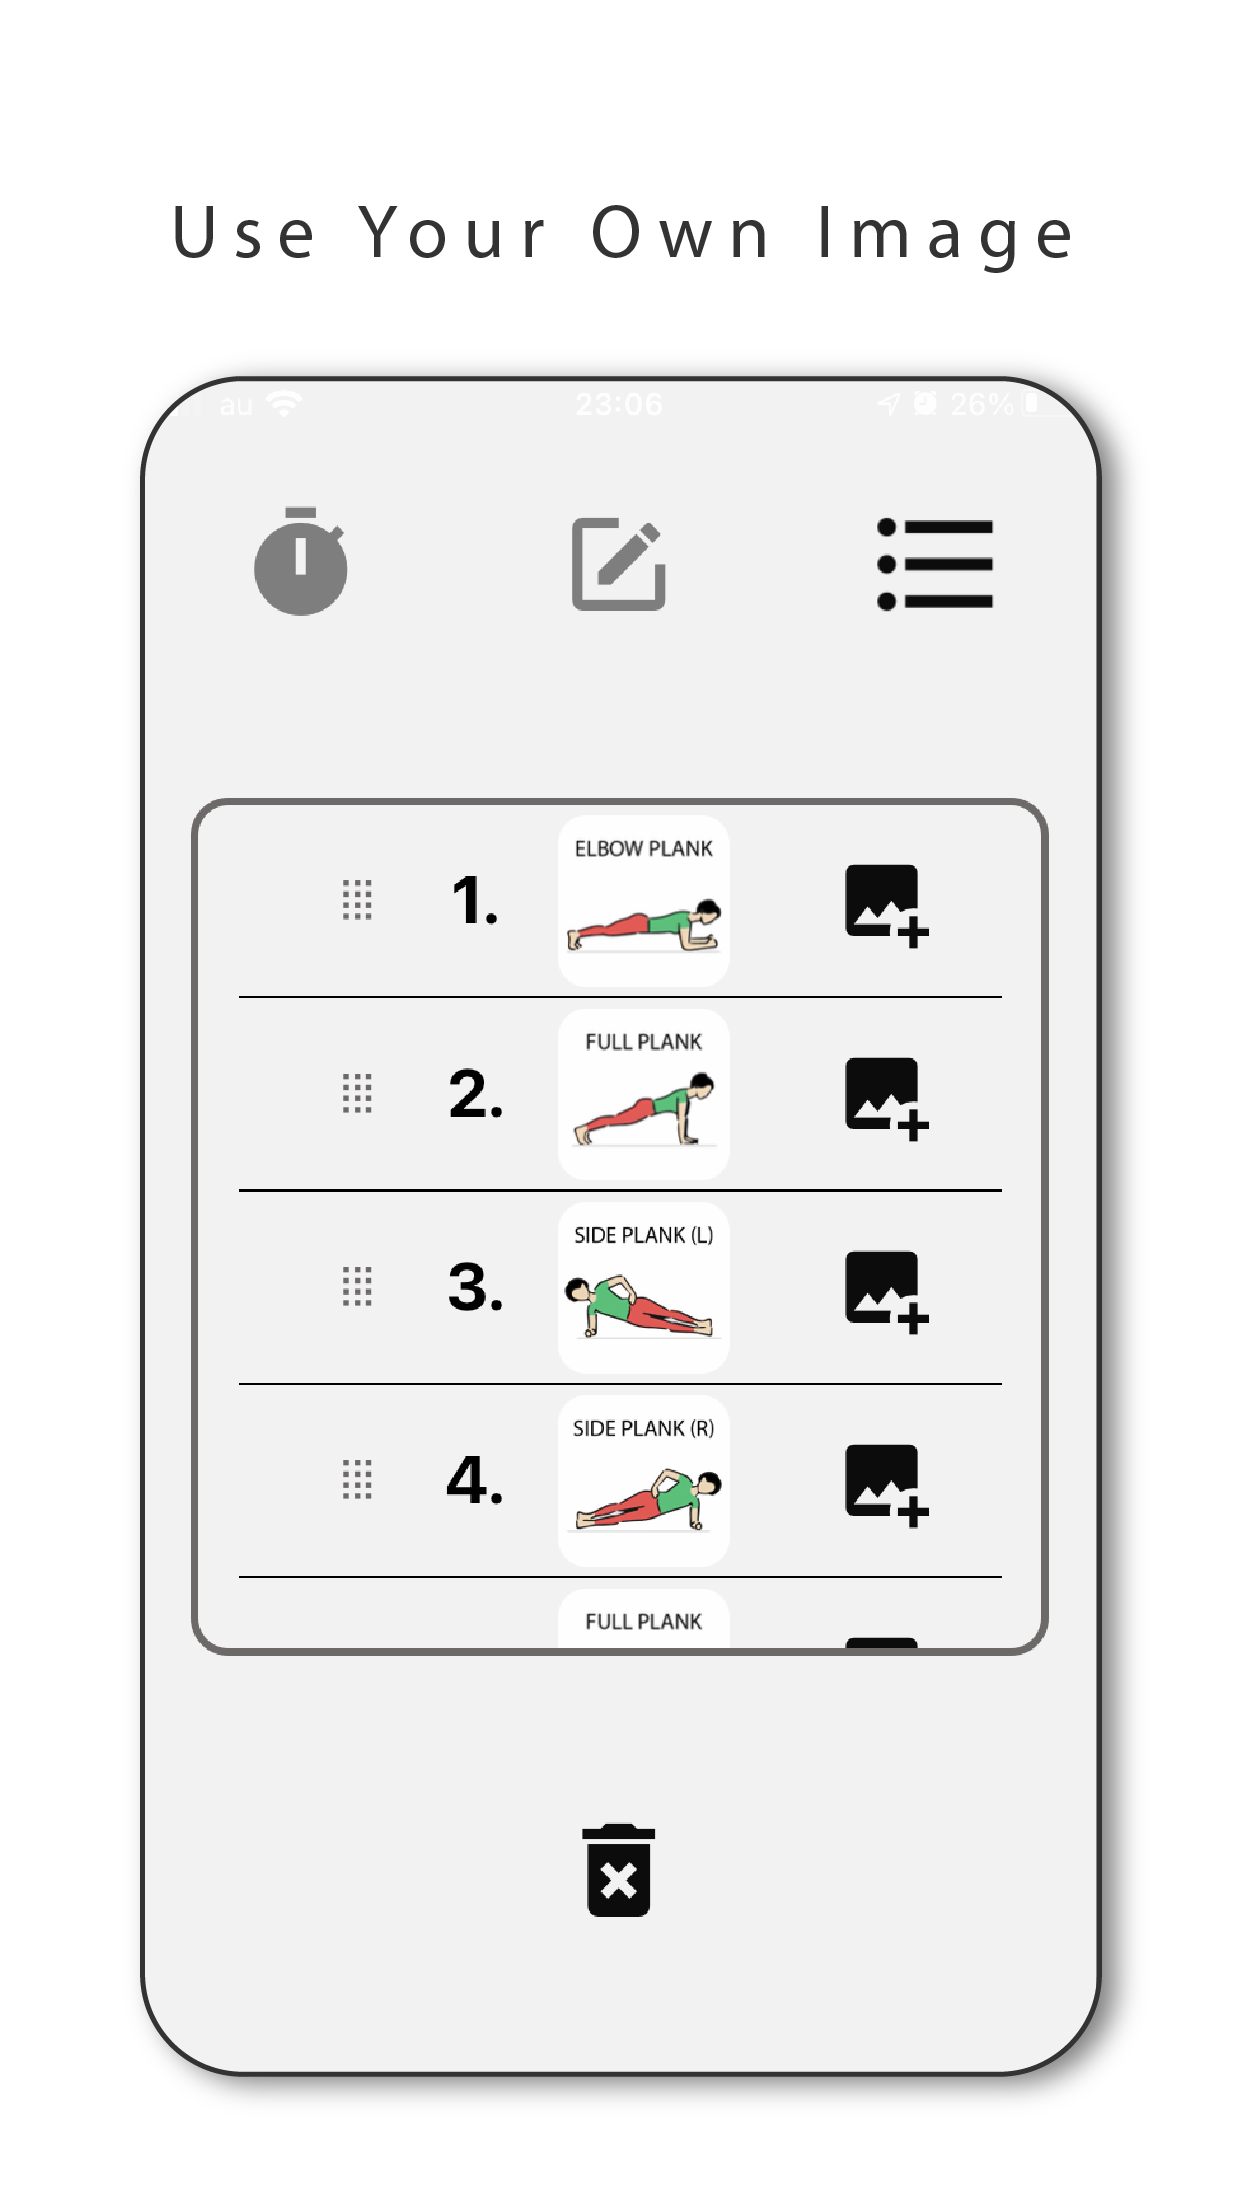 Use Your Own Image
au 23:06 26%
ELBOW PLANK
1.
FULL PLANK
2.
SIDE PLANK (L)
3.
SIDE PLANK (R)
4.
FULL PLANK